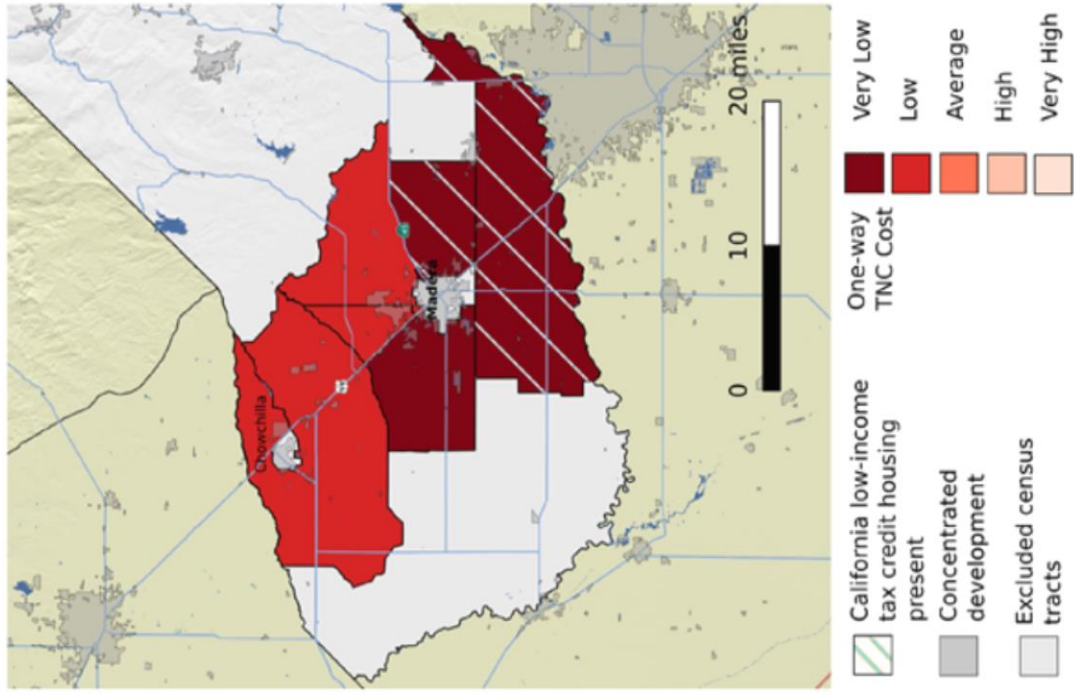 Chowchilla
Madera
0 10 20 miles
California low-income
tax credit housing
present
Concentrated
development
Excluded census
tracts
One-way
TNC Cost
Very Low
Low
Average
High
Very High